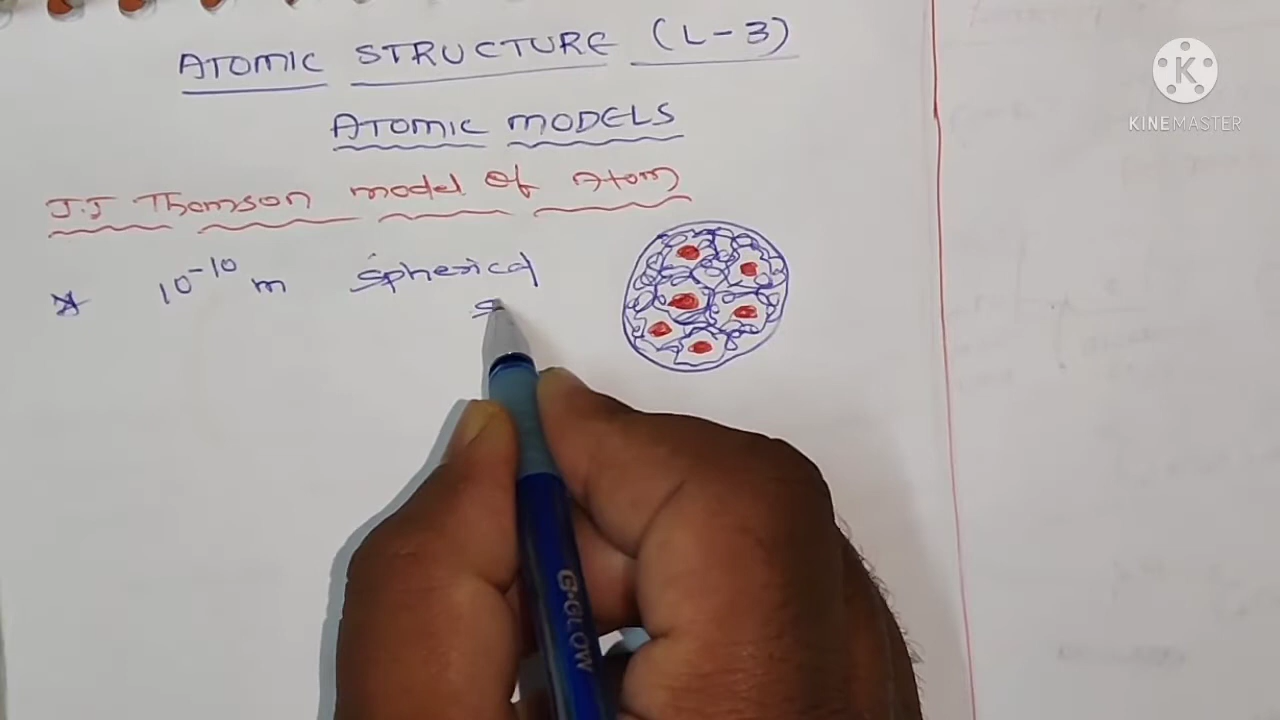 ATOMIC STRUCTURE (L-3)
ATOMIC MODELS
J.J Thomson model of Atom
* 10⁻¹⁰ m Spherical
S
K
KINEMASTER
G-GLOW